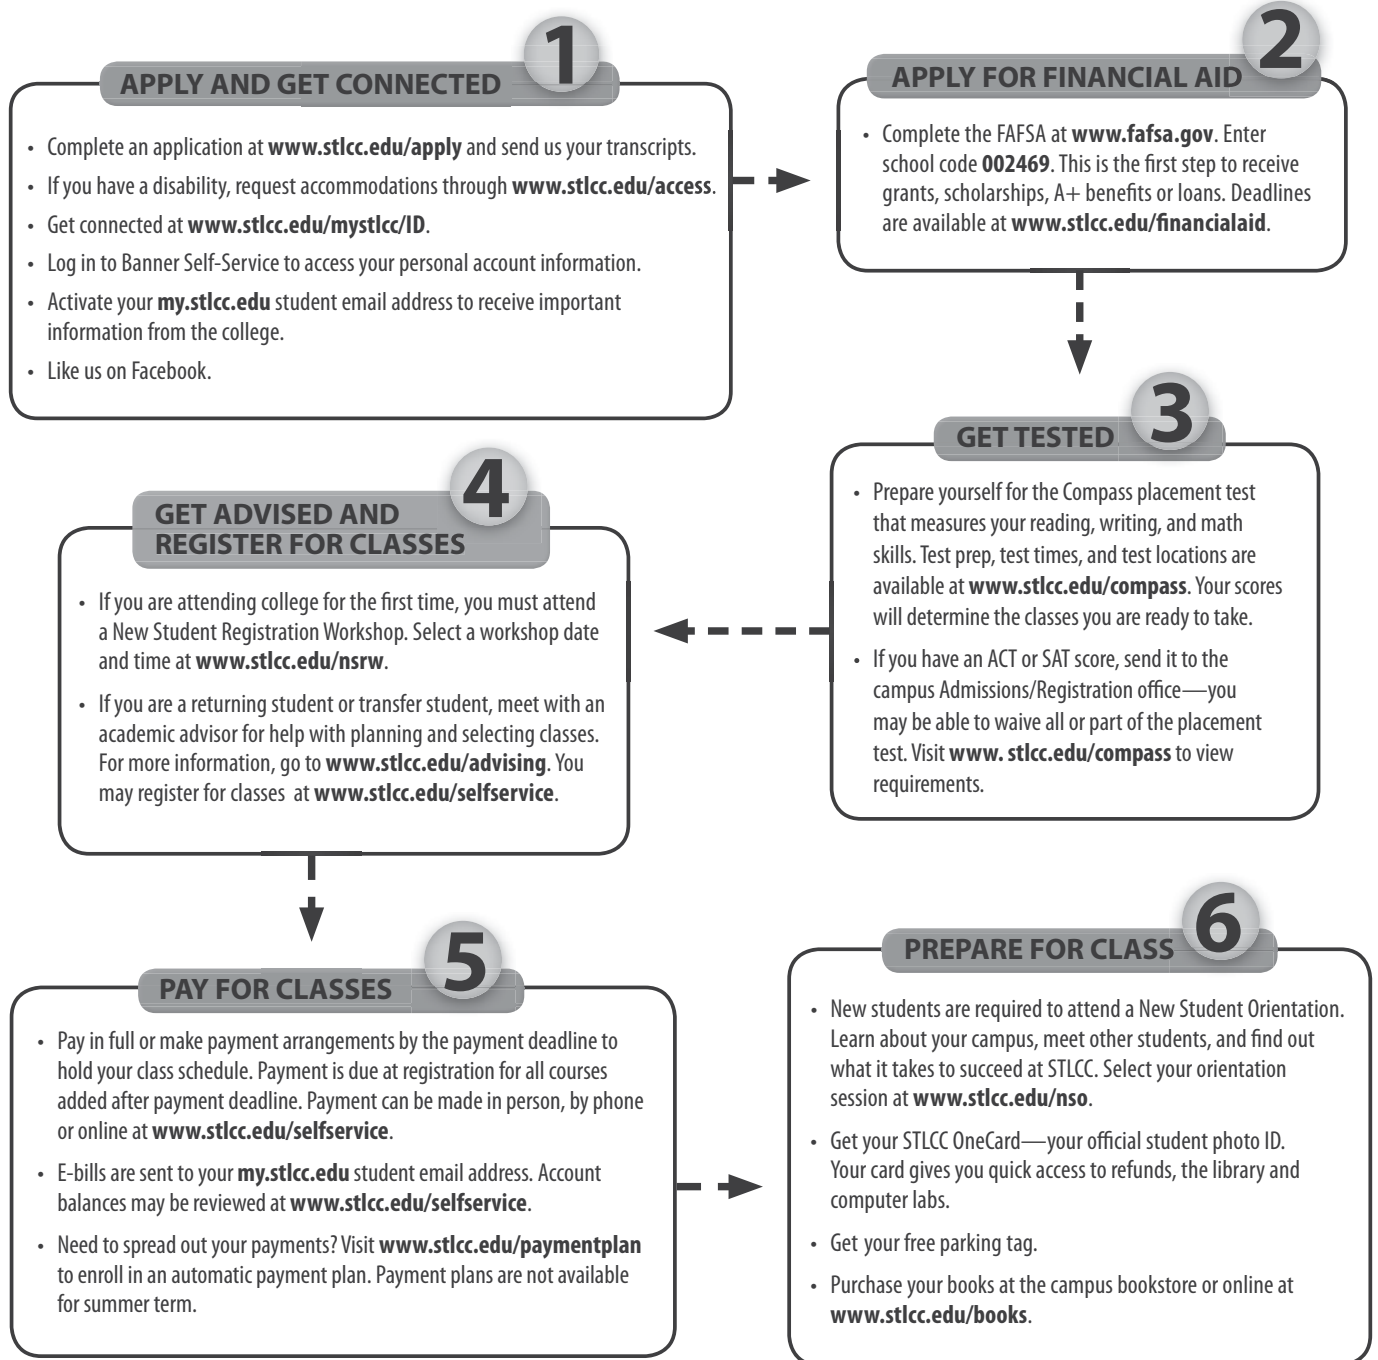 1
APPLY AND GET CONNECTED
• Complete an application at www.stlcc.edu/apply and send us your transcripts.
• If you have a disability, request accommodations through www.stlcc.edu/access.
• Get connected at www.stlcc.edu/mystlcc/ID.
• Log in to Banner Self-Service to access your personal account information.
• Activate your my.stlcc.edu student email address to receive important
information from the college.
• Like us on Facebook.
2
APPLY FOR FINANCIAL AID
• Complete the FAFSA at www.fafsa.gov. Enter
school code 002469. This is the first step to receive
grants, scholarships, A+ benefits or loans. Deadlines
are available at www.stlcc.edu/financialaid.
3
GET TESTED
• Prepare yourself for the Compass placement test
that measures your reading, writing, and math
skills. Test prep, test times, and test locations are
available at www.stlcc.edu/compass. Your scores
will determine the classes you are ready to take.
• If you have an ACT or SAT score, send it to the
campus Admissions/Registration office—you
may be able to waive all or part of the placement
test. Visit www. stlcc.edu/compass to view
requirements.
4
GET ADVISED AND
REGISTER FOR CLASSES
• If you are attending college for the first time, you must attend
a New Student Registration Workshop. Select a workshop date
and time at www.stlcc.edu/nsrw.
• If you are a returning student or transfer student, meet with an
academic advisor for help with planning and selecting classes.
For more information, go to www.stlcc.edu/advising. You
may register for classes at www.stlcc.edu/selfservice.
5
PAY FOR CLASSES
• Pay in full or make payment arrangements by the payment deadline to
hold your class schedule. Payment is due at registration for all courses
added after payment deadline. Payment can be made in person, by phone
or online at www.stlcc.edu/selfservice.
• E-bills are sent to your my.stlcc.edu student email address. Account
balances may be reviewed at www.stlcc.edu/selfservice.
• Need to spread out your payments? Visit www.stlcc.edu/paymentplan
to enroll in an automatic payment plan. Payment plans are not available
for summer term.
6
PREPARE FOR CLASS
• New students are required to attend a New Student Orientation.
Learn about your campus, meet other students, and find out
what it takes to succeed at STLCC. Select your orientation
session at www.stlcc.edu/nso.
• Get your STLCC OneCard—your official student photo ID.
Your card gives you quick access to refunds, the library and
computer labs.
• Get your free parking tag.
• Purchase your books at the campus bookstore or online at
www.stlcc.edu/books.